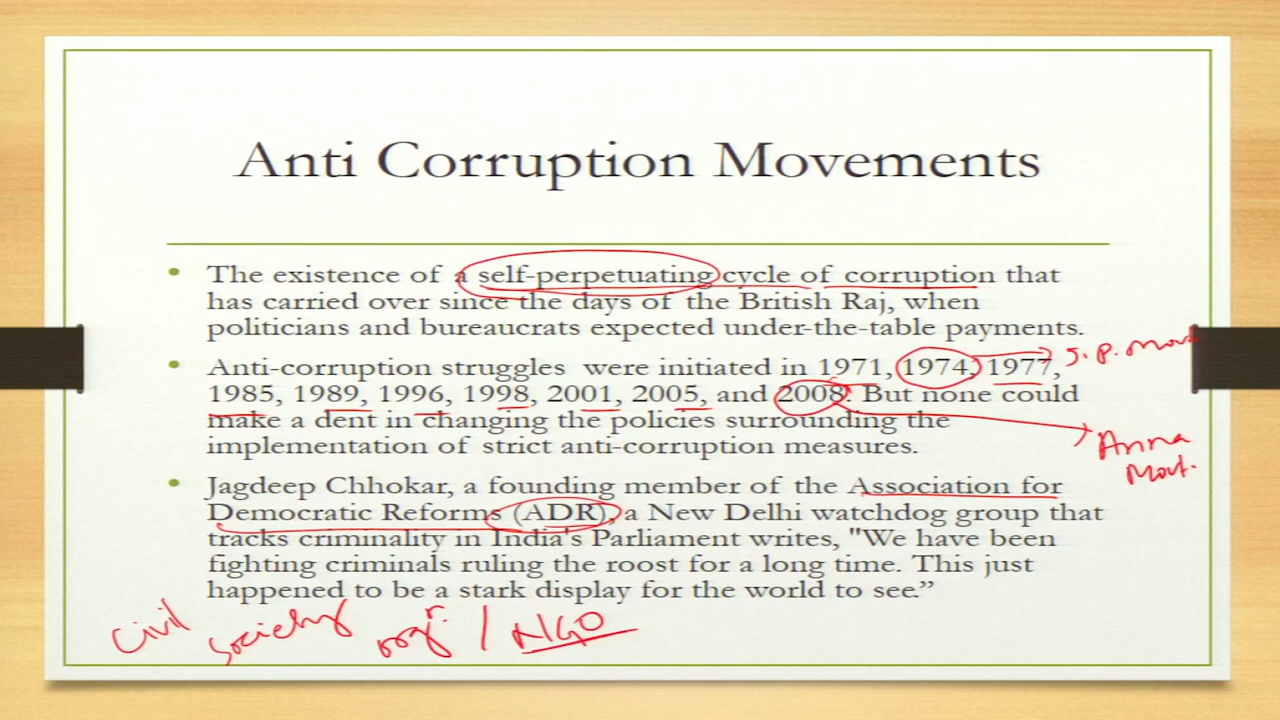 Anti Corruption Movements
• The existence of a self-perpetuating cycle of corruption that
has carried over since the days of the British Raj, when
politicians and bureaucrats expected under-the-table payments.
• Anti-corruption struggles were initiated in 1971, 1974, 1977,
J. P. Movt
1985, 1989, 1996, 1998, 2001, 2005, and 2008. But none could
make a dent in changing the policies surrounding the
implementation of strict anti-corruption measures.
Anna
Movt.
• Jagdeep Chhokar, a founding member of the Association for
Democratic Reforms (ADR), a New Delhi watchdog group that
tracks criminality in India's Parliament writes, "We have been
fighting criminals ruling the roost for a long time. This just
happened to be a stark display for the world to see.”
Civil society orgn. / NGO